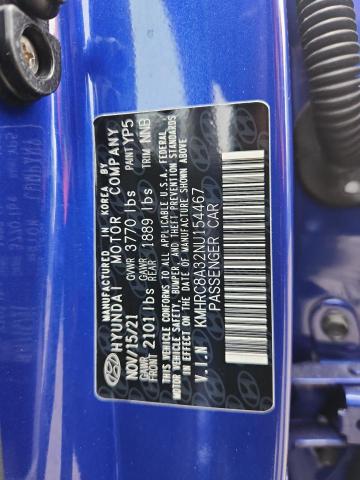 MANUFACTURED IN KOREA BY
HYUNDAI MOTOR COMPANY
NOV/15/21 GVWR 3770 lbs PAINT YP5
GAWR FRONT 2101 lbs GAWR REAR 1889 lbs TRIM NNB
THIS VEHICLE CONFORMS TO ALL APPLICABLE U.S.A. FEDERAL
MOTOR VEHICLE SAFETY, BUMPER, AND THEFT PREVENTION STANDARDS
IN EFFECT ON THE DATE OF MANUFACTURE SHOWN ABOVE
V.I.N KMHRC8A32NU154467
PASSENGER CAR